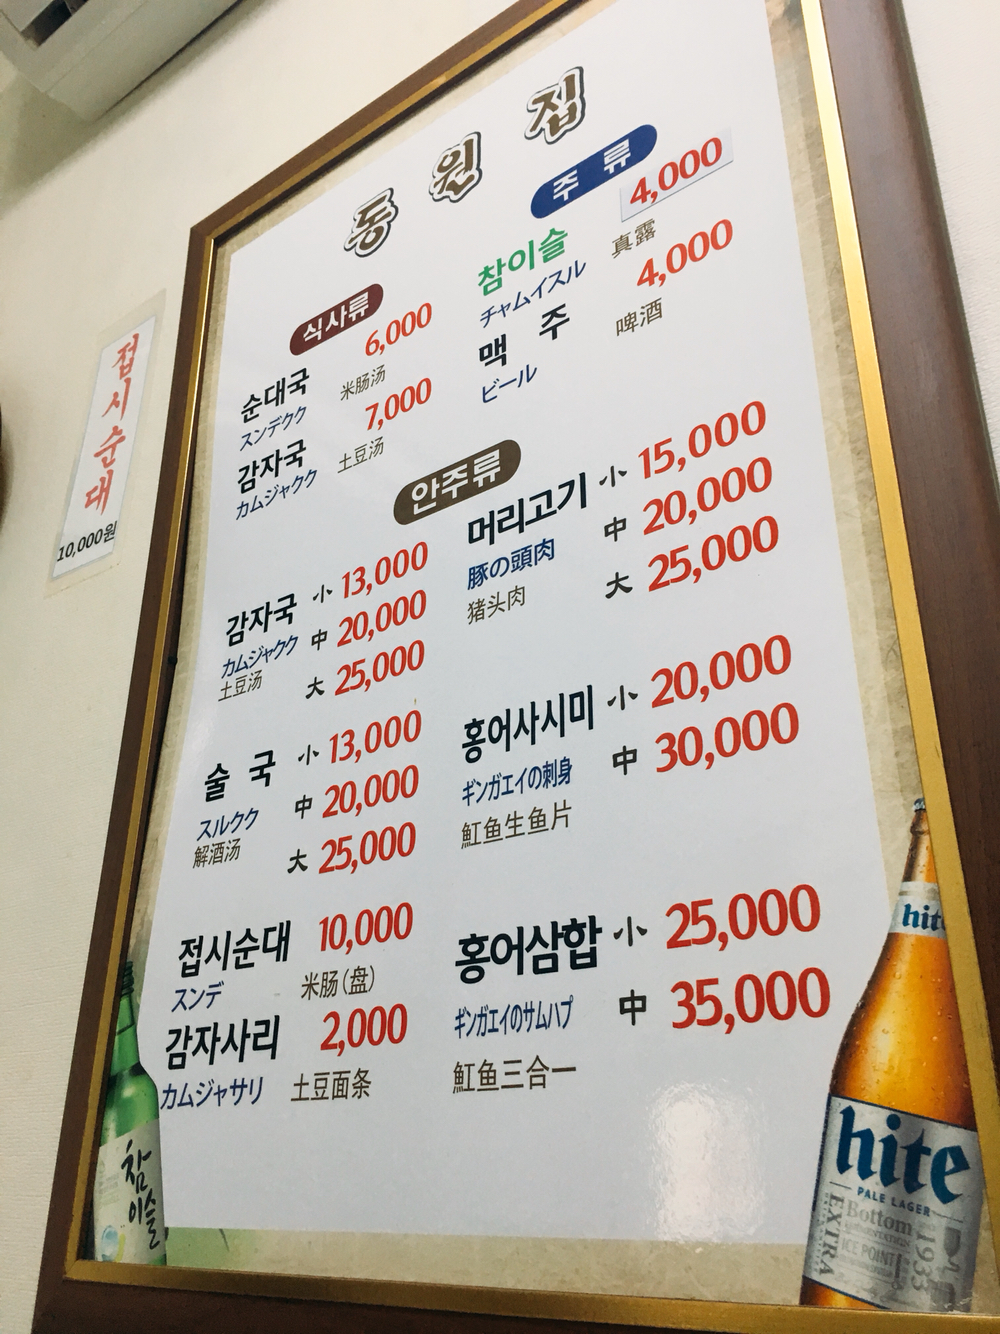 동원집
접시순대
10,000원
식사류
순대국 6,000
スンデクク 米肠汤
감자국 7,000
カムジャクク 土豆汤
주류
참이슬 4,000
チャムイスル 真露
맥주 4,000
ビール 啤酒
안주류
감자국 小 13,000
カムジャクク 中 20,000
土豆汤 大 25,000
술국 小 13,000
スルクク 中 20,000
解酒汤 大 25,000
접시순대 10,000
スンデ 米肠(盘)
감자사리 2,000
カムジャサリ 土豆面条
머리고기 小 15,000
豚の頭肉 中 20,000
猪头肉 大 25,000
홍어사시미 小 20,000
ギンガエイの刺身 中 30,000
魟鱼生鱼片
홍어삼합 小 25,000
ギンガエイのサムハプ 中 35,000
魟鱼三合一
참이슬
hite
hite
PALE LAGER
EXTRA
Bottom
ICE POINT
1933